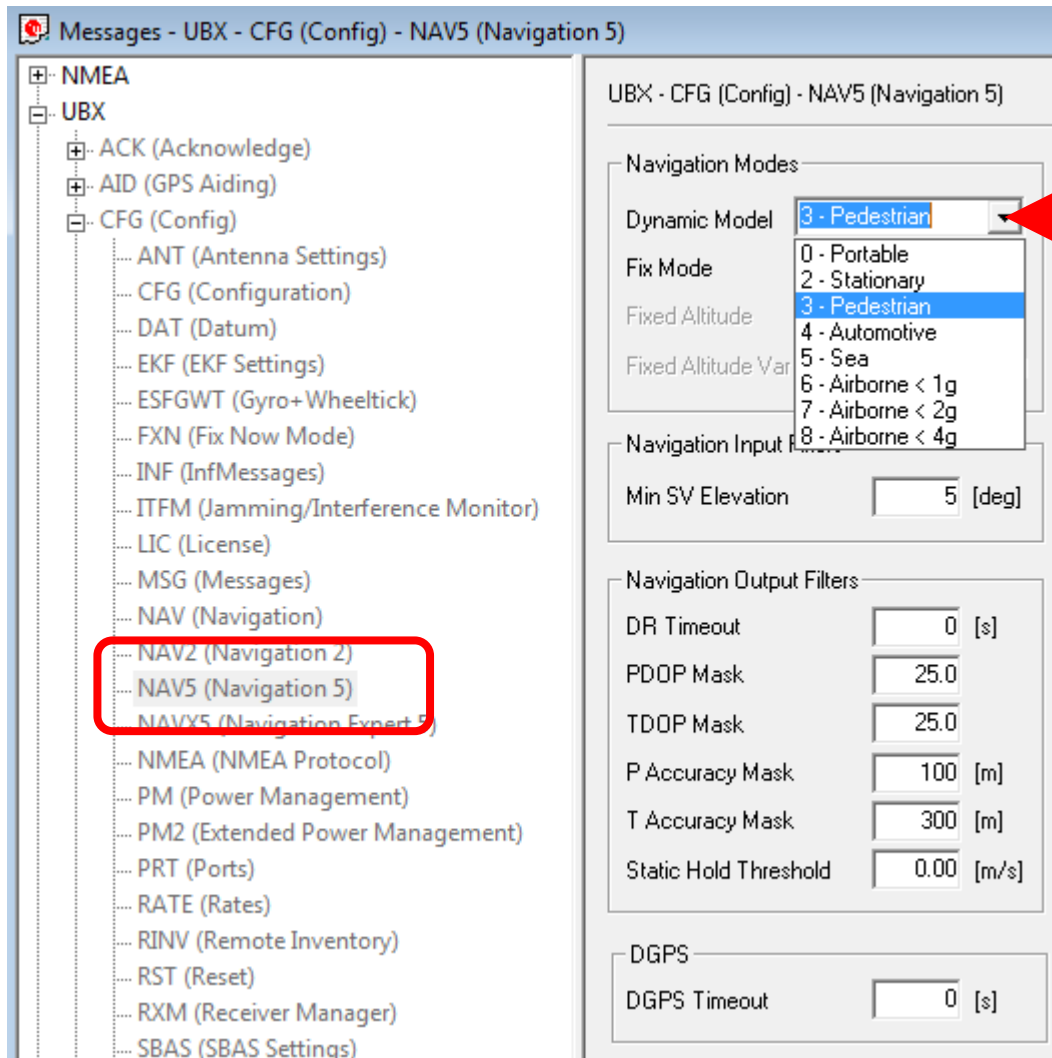 Messages - UBX - CFG (Config) - NAV5 (Navigation 5)
NMEA
UBX
ACK (Acknowledge)
AID (GPS Aiding)
CFG (Config)
ANT (Antenna Settings)
CFG (Configuration)
DAT (Datum)
EKF (EKF Settings)
ESFGWT (Gyro+Wheeltick)
FXN (Fix Now Mode)
INF (InfMessages)
ITFM (Jamming/Interference Monitor)
LIC (License)
MSG (Messages)
NAV (Navigation)
NAV2 (Navigation 2)
NAV5 (Navigation 5)
NAVX5 (Navigation Expert 5)
NMEA (NMEA Protocol)
PM (Power Management)
PM2 (Extended Power Management)
PRT (Ports)
RATE (Rates)
RINV (Remote Inventory)
RST (Reset)
RXM (Receiver Manager)
SBAS (SBAS Settings)
UBX - CFG (Config) - NAV5 (Navigation 5)
Navigation Modes
Dynamic Model 3 - Pedestrian
0 - Portable
2 - Stationary
3 - Pedestrian
4 - Automotive
5 - Sea
6 - Airborne < 1g
7 - Airborne < 2g
8 - Airborne < 4g
Fix Mode
Fixed Altitude
Fixed Altitude Var
Navigation Input Filters
Min SV Elevation 5 [deg]
Navigation Output Filters
DR Timeout 0 [s]
PDOP Mask 25.0
TDOP Mask 25.0
P Accuracy Mask 100 [m]
T Accuracy Mask 300 [m]
Static Hold Threshold 0.00 [m/s]
DGPS
DGPS Timeout 0 [s]